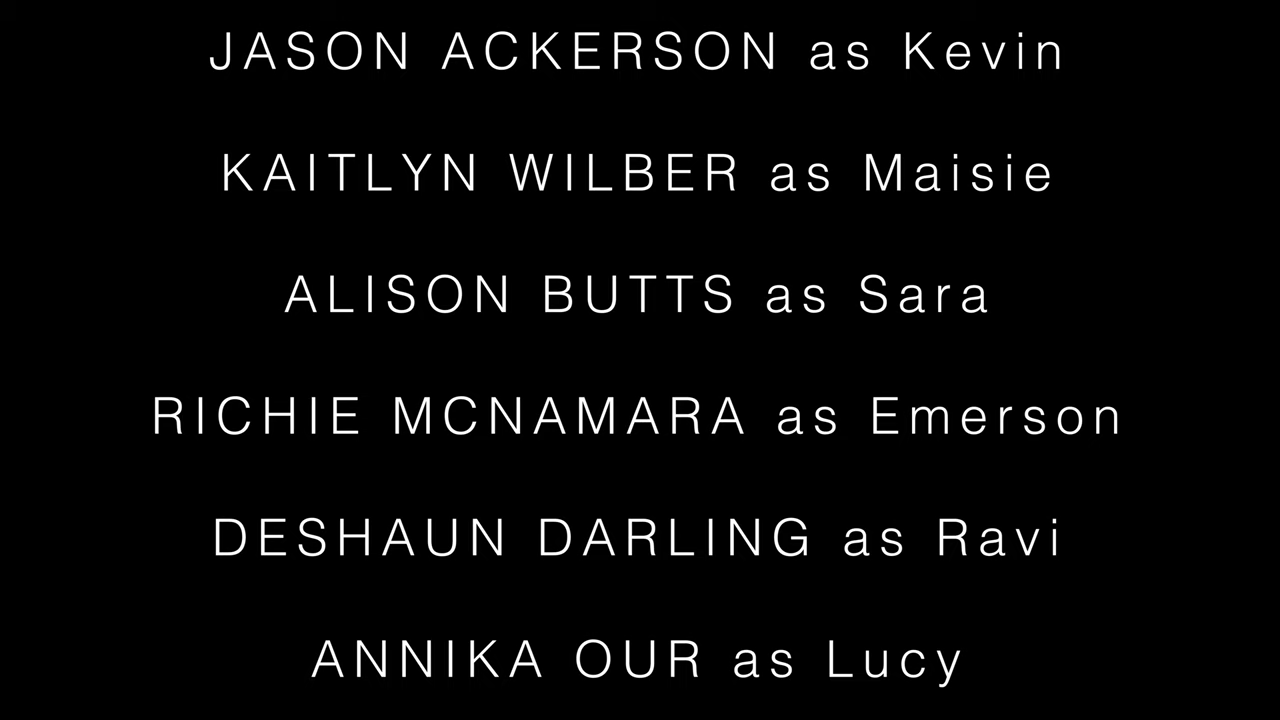 JASON ACKERSON as Kevin
KAITLYN WILBER as Maisie
ALISON BUTTS as Sara
RICHIE MCNAMARA as Emerson
DESHAUN DARLING as Ravi
ANNIKA OUR as Lucy